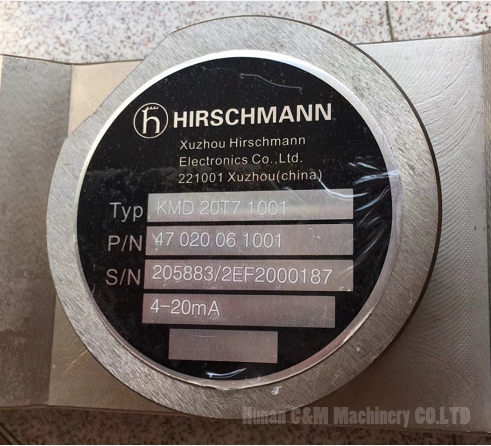 HIRSCHMANN
Xuzhou Hirschmann
Electronics Co.,Ltd.
221001 Xuzhou(china)
Typ KMD 20T7 1001
P/N 47 020 06 1001
S/N 205883/2EF2000187
4-20mA
Hunan C&M Machinery CO.LTD